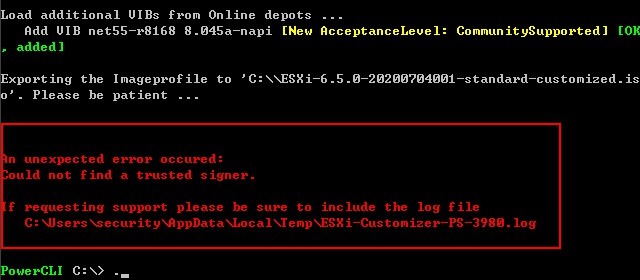 Load additional VIBs from Online depots ...
Add VIB net55-r8168 8.045a-napi [New AcceptanceLevel: CommunitySupported] [OK
, added]
Exporting the Imageprofile to 'C:\\ESXi-6.5.0-20200704001-standard-customized.is
o'. Please be patient ...
An unexpected error occured:
Could not find a trusted signer.
If requesting support please be sure to include the log file
C:\Users\security\AppData\Local\Temp\ESXi-Customizer-PS-3980.log
PowerCLI C:\> .